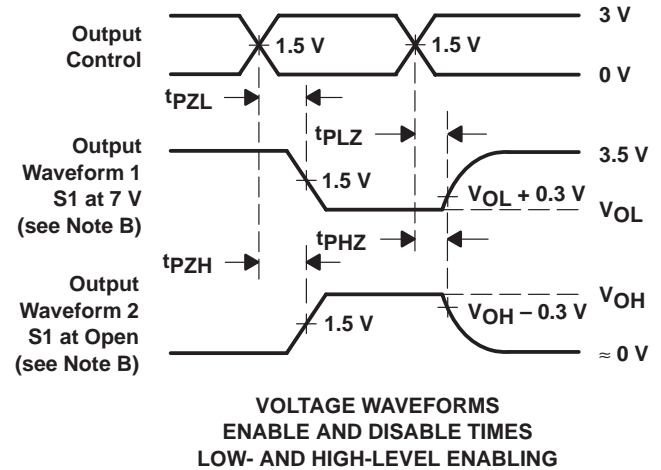 3 V
Output
Control
1.5 V
1.5 V
0 V
tPZL
tPLZ
Output
Waveform 1
S1 at 7 V
(see Note B)
3.5 V
1.5 V
VOL + 0.3 V
VOL
tPZH
tPHZ
Output
Waveform 2
S1 at Open
(see Note B)
VOH
VOH − 0.3 V
1.5 V
≈ 0 V
VOLTAGE WAVEFORMS
ENABLE AND DISABLE TIMES
LOW- AND HIGH-LEVEL ENABLING